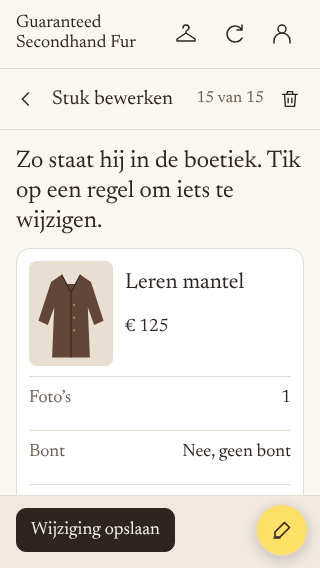 Guaranteed
Secondhand Fur
Stuk bewerken
15 van 15
Zo staat hij in de boetiek. Tik
op een regel om iets te
wijzigen.
Leren mantel
€ 125
Foto’s
1
Bont
Nee, geen bont
Wijziging opslaan